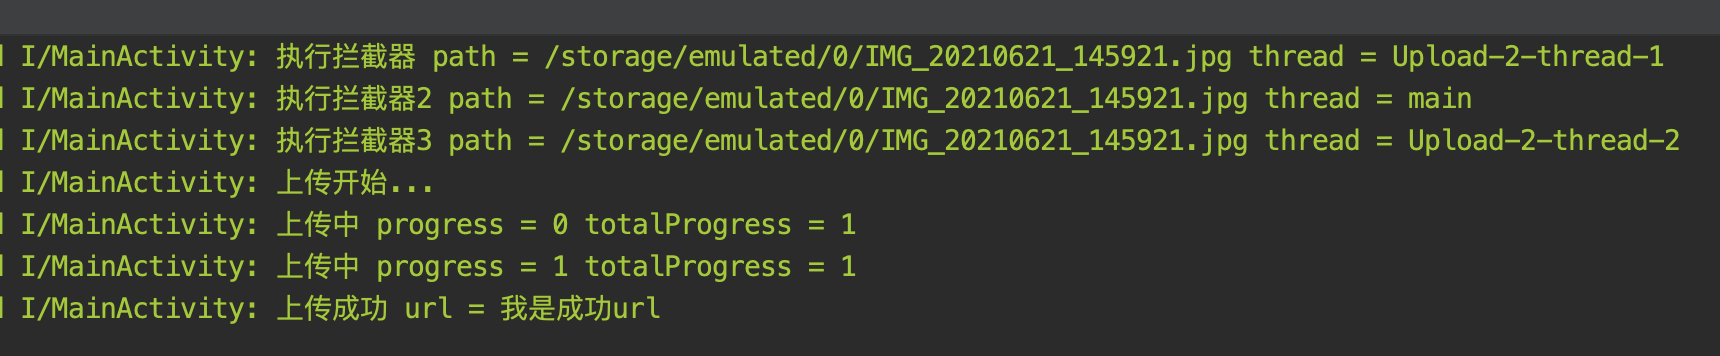 I/MainActivity: 执行拦截器 path = /storage/emulated/0/IMG_20210621_145921.jpg thread = Upload-2-thread-1
I/MainActivity: 执行拦截器2 path = /storage/emulated/0/IMG_20210621_145921.jpg thread = main
I/MainActivity: 执行拦截器3 path = /storage/emulated/0/IMG_20210621_145921.jpg thread = Upload-2-thread-2
I/MainActivity: 上传开始...
I/MainActivity: 上传中 progress = 0 totalProgress = 1
I/MainActivity: 上传中 progress = 1 totalProgress = 1
I/MainActivity: 上传成功 url = 我是成功url